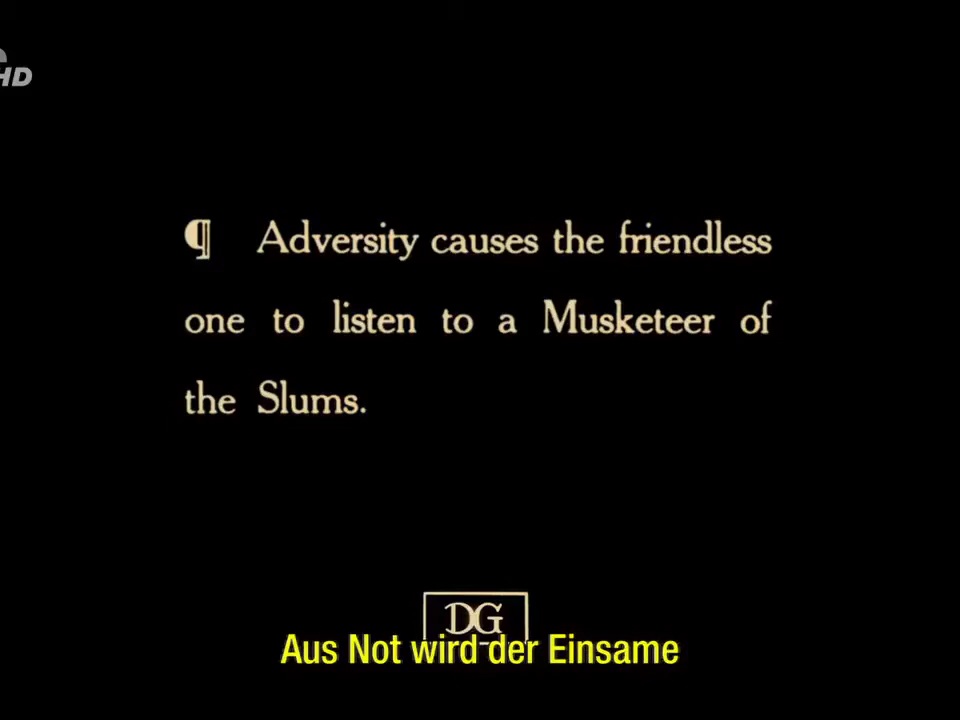 HD
¶ Adversity causes the friendless
one to listen to a Musketeer of
the Slums.
DG
Aus Not wird der Einsame